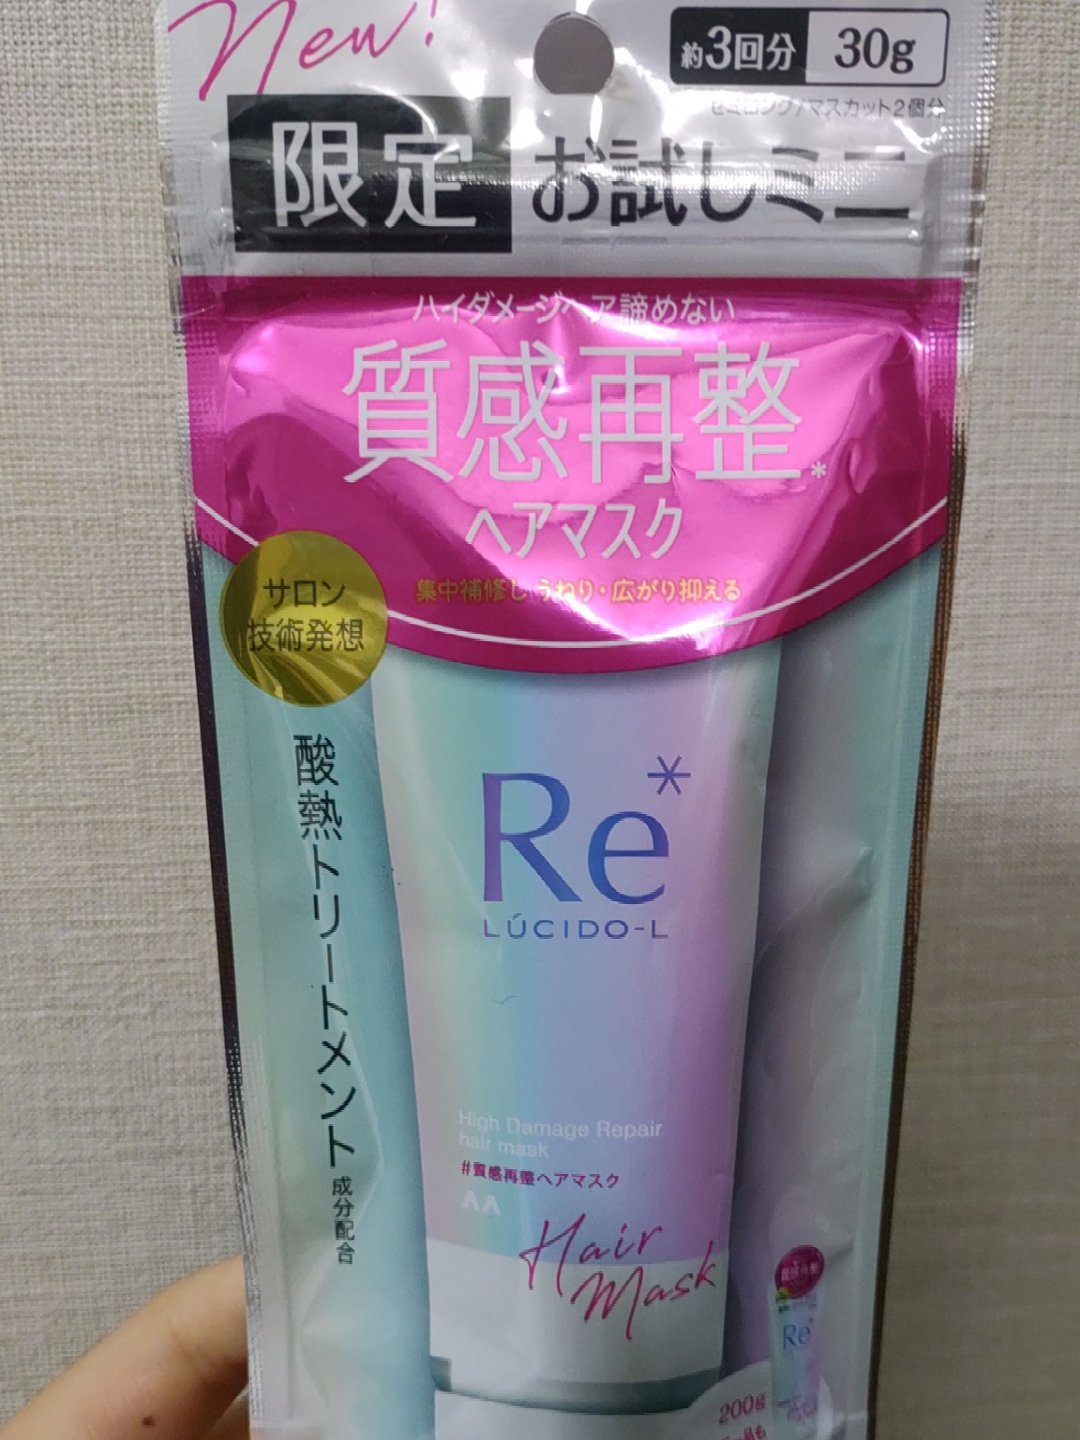 New!
約3回分 30g
セミロング/マスカット2個分
限定 お試しミニ
ハイダメージヘア諦めない
質感再整*
ヘアマスク
集中補修し うねり・広がり抑える
サロン
技術発想
酸熱トリートメント成分配合
Re*
LÚCIDO-L
High Damage Repair
hair mask
#質感再整ヘアマスク
Hair
Mask
Re*
200g